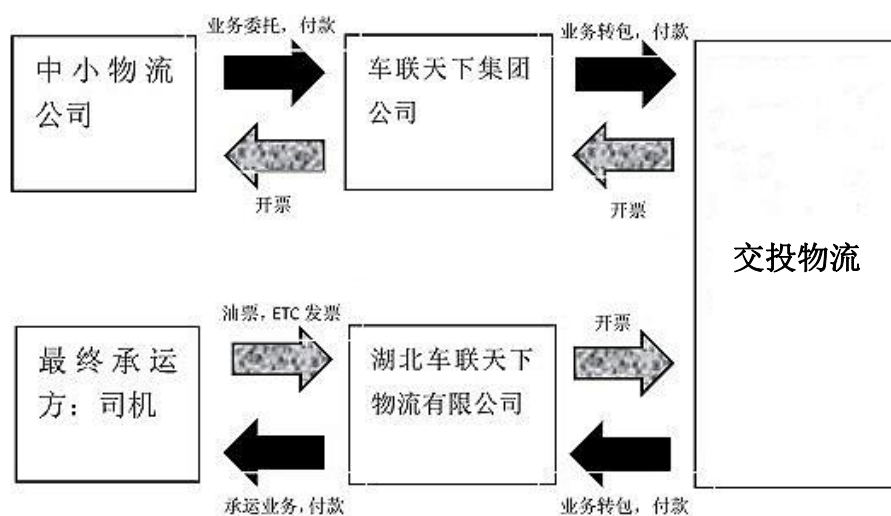 业务委托，付款
业务转包，付款
中小物流
公司
车联天下集团
公司
开票
开票
交投物流
油票，ETC 发票
开票
最终承运
方：司机
湖北车联天下
物流有限公司
承运业务，付款
业务转包，付款